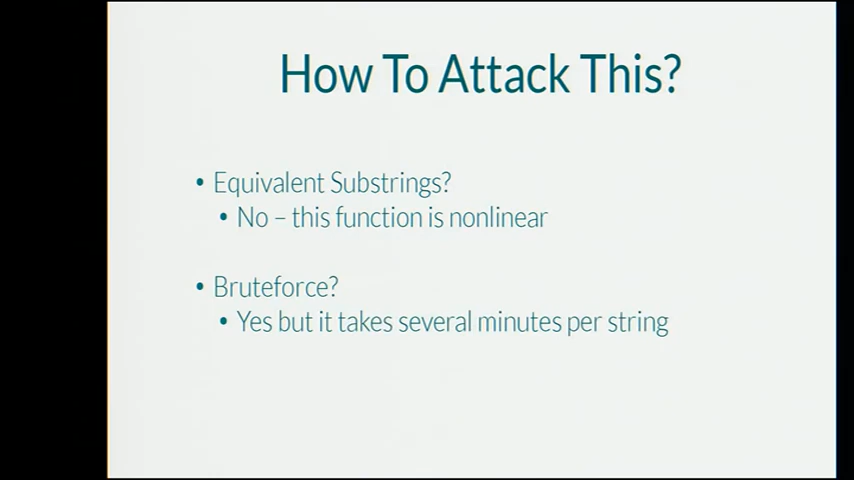 How To Attack This?
• Equivalent Substrings?
• No – this function is nonlinear
• Bruteforce?
• Yes but it takes several minutes per string